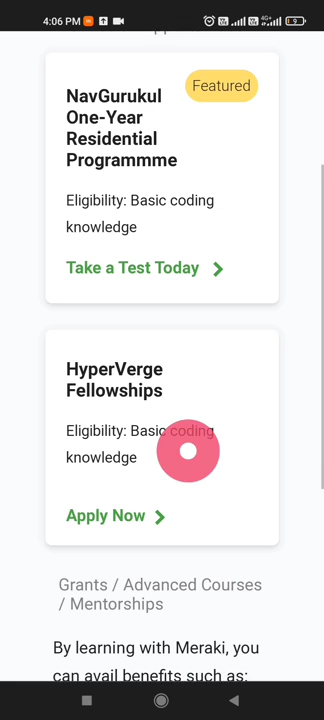 4:06 PM
Featured
NavGurukul
One-Year
Residential
Programmme
Eligibility: Basic coding
knowledge
Take a Test Today
HyperVerge
Fellowships
Eligibility: Basic coding
knowledge
Apply Now
Grants / Advanced Courses
/ Mentorships
By learning with Meraki, you
can avail benefits such as: